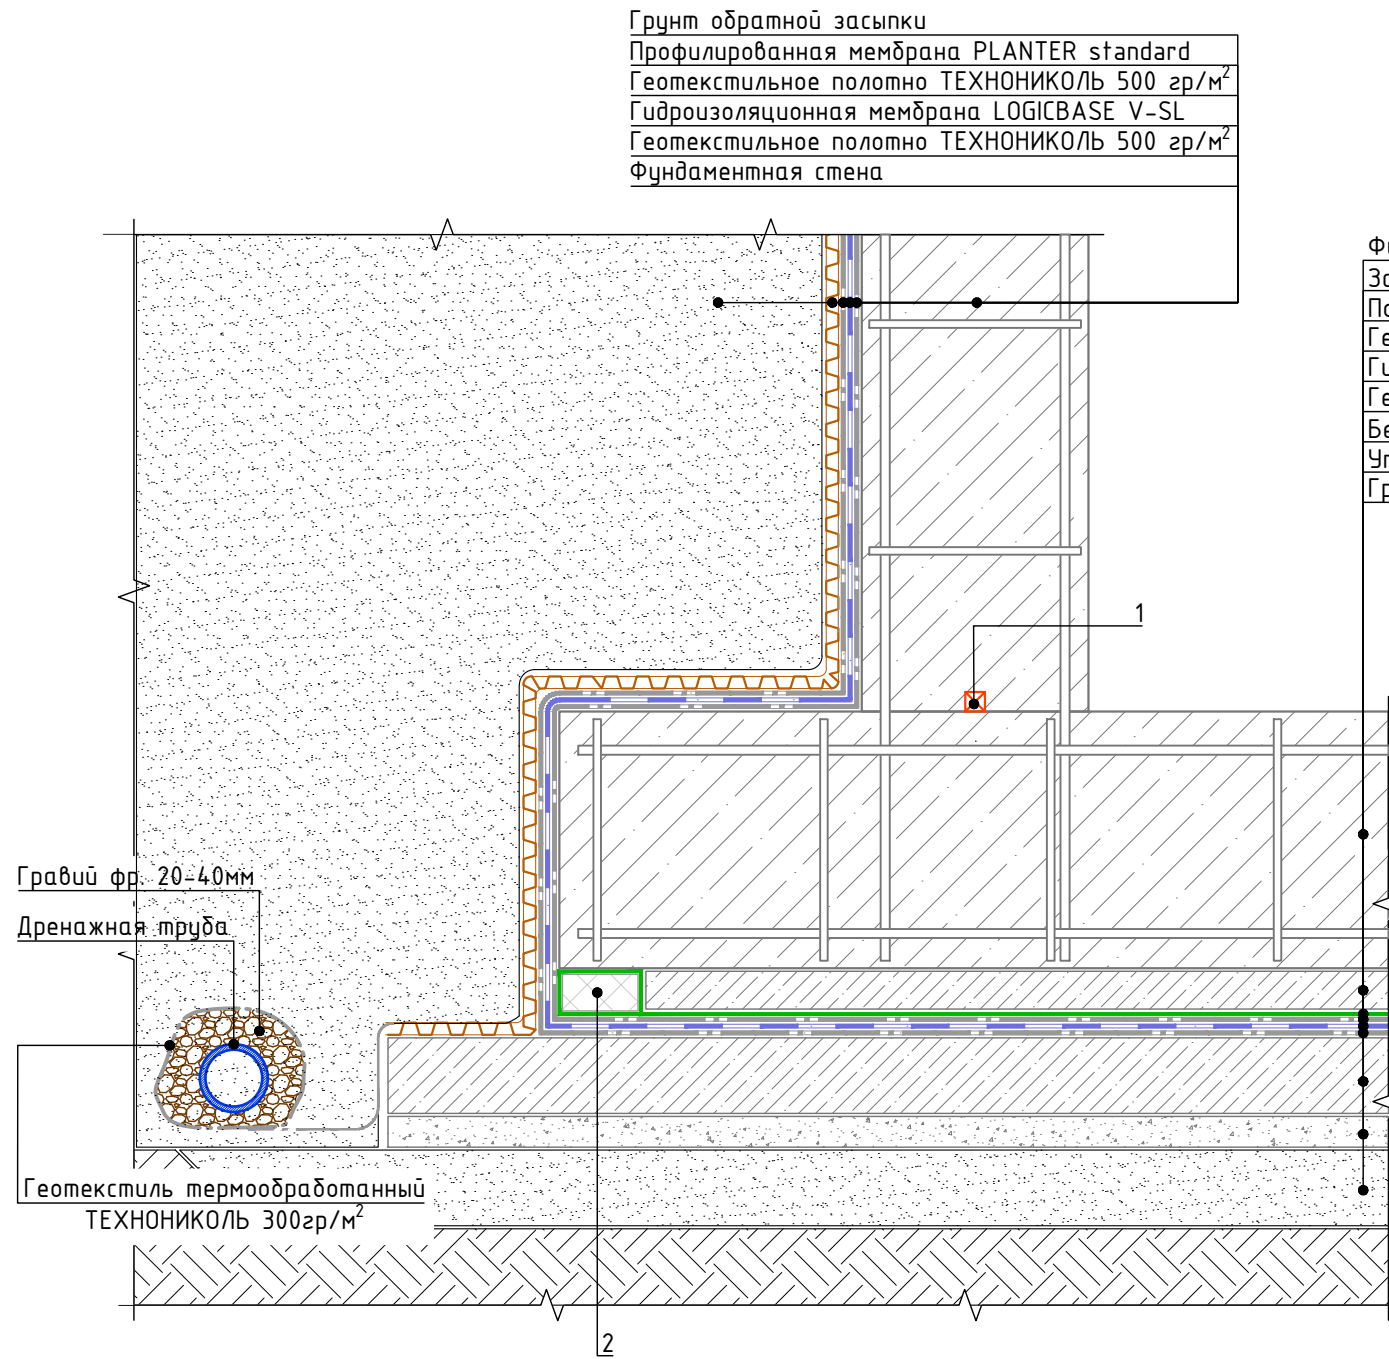 Грунт обратной засыпки
Профилированная мембрана PLANTER standard
Геотекстильное полотно ТЕХНОНИКОЛЬ 500 гр/м²
Гидроизоляционная мембрана LOGICBASE V-SL
Геотекстильное полотно ТЕХНОНИКОЛЬ 500 гр/м²
Фундаментная стена
1
Гравий фр. 20-40мм
Дренажная труба
Геотекстиль термообработанный
ТЕХНОНИКОЛЬ 300гр/м²
2